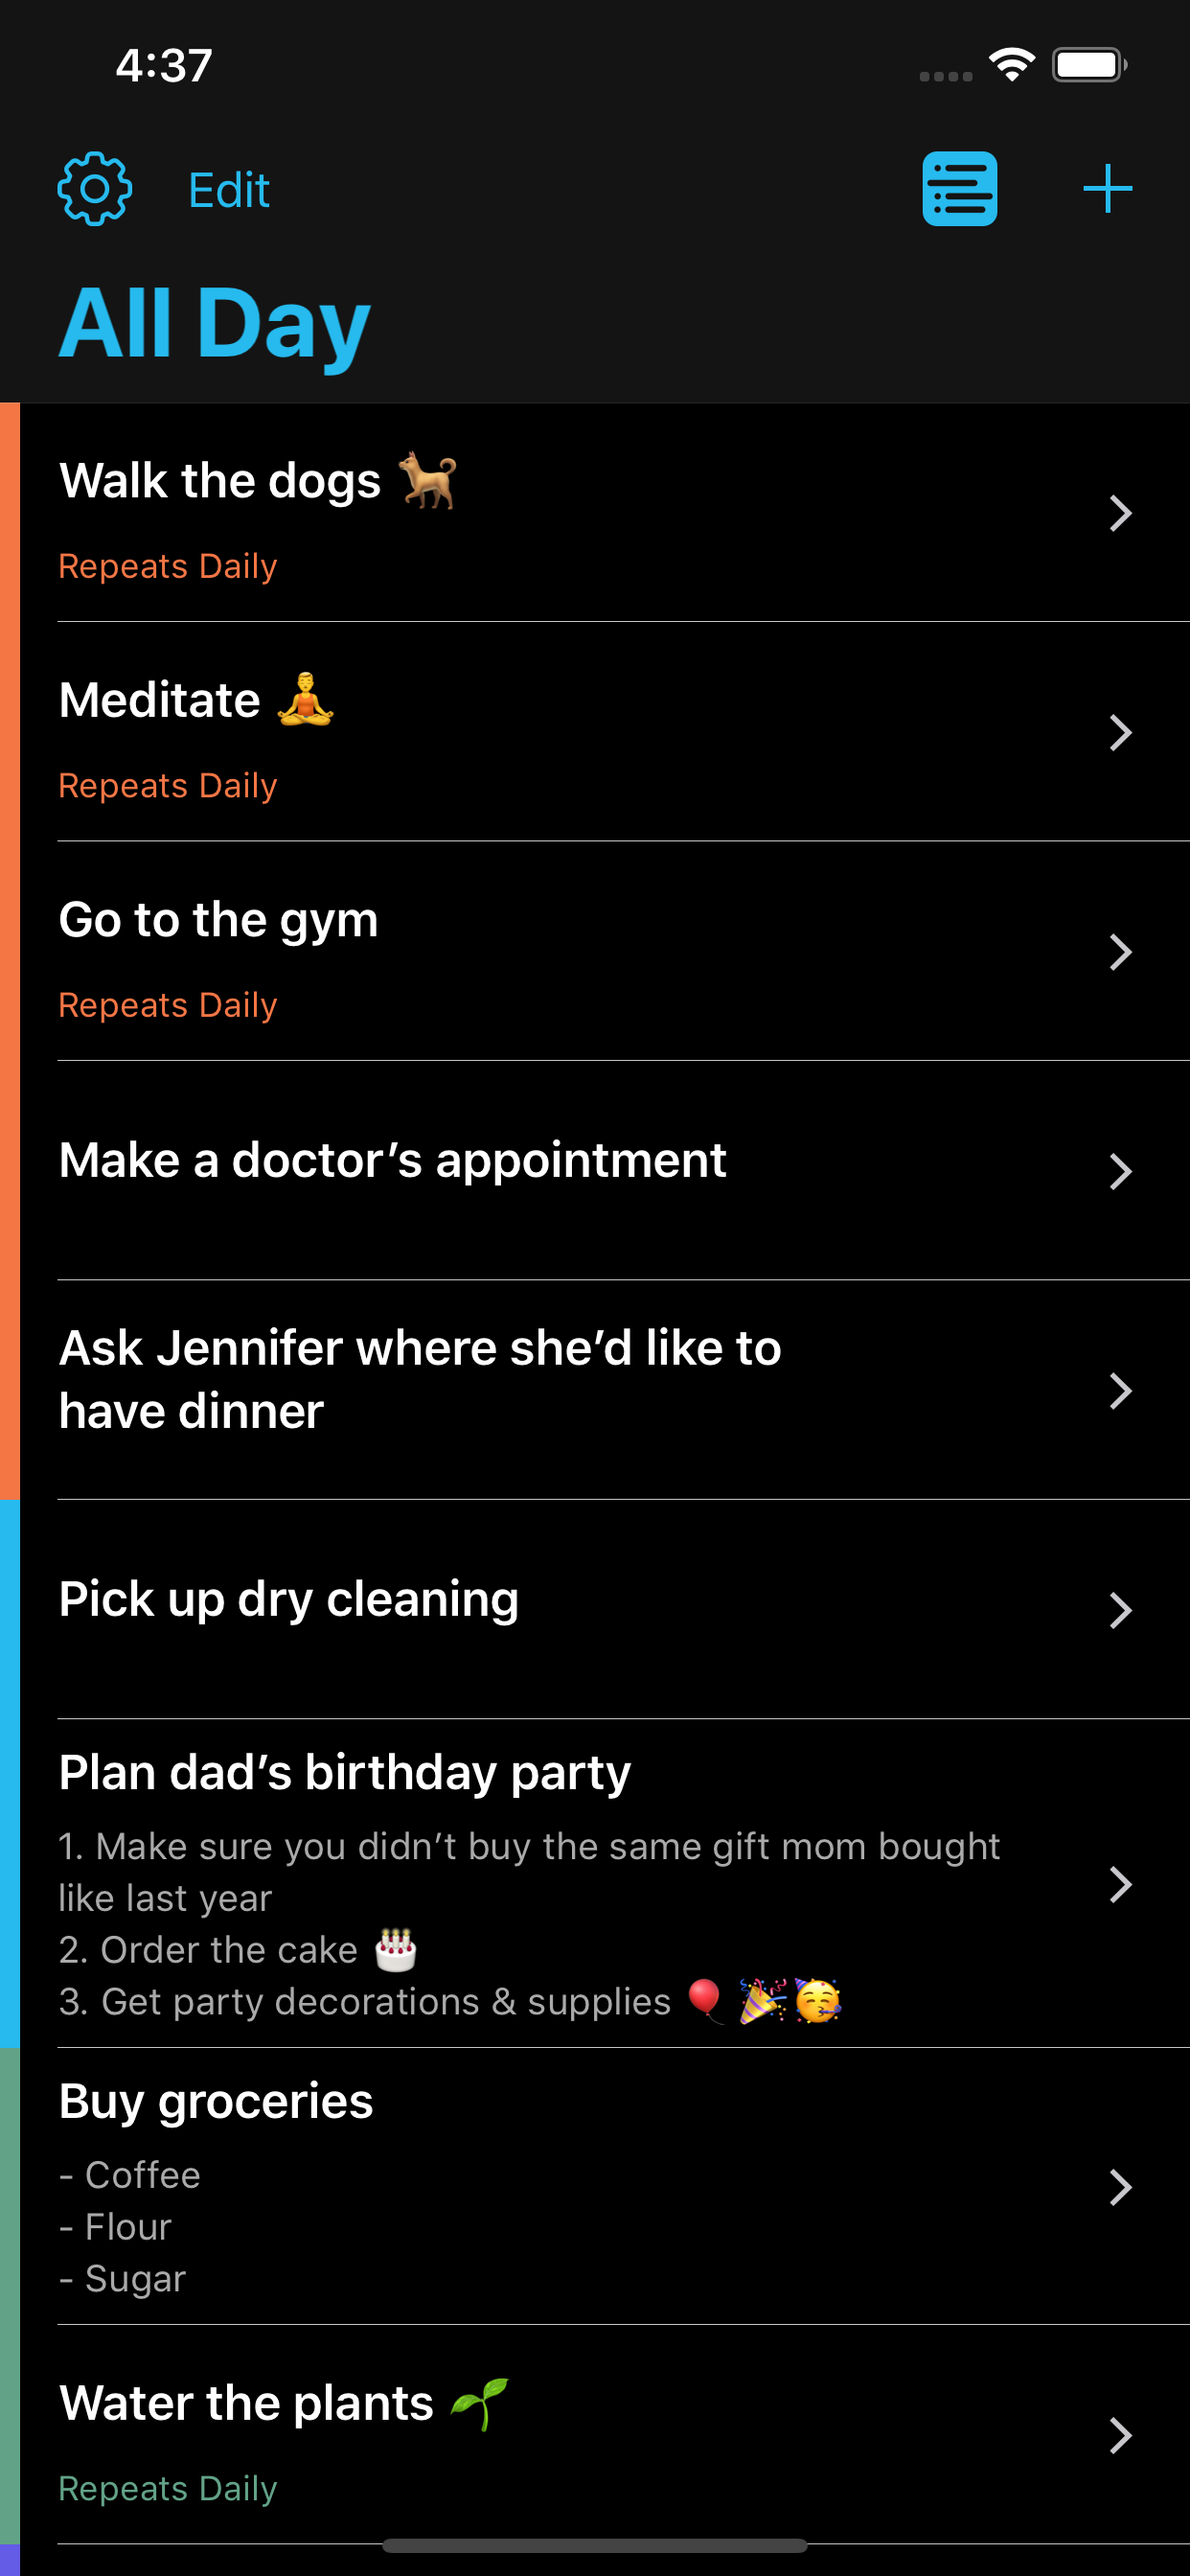 4:37
Edit
All Day
Walk the dogs 🐕
Repeats Daily
Meditate 🧘‍♂️
Repeats Daily
Go to the gym
Repeats Daily
Make a doctor’s appointment
Ask Jennifer where she’d like to
have dinner
Pick up dry cleaning
Plan dad’s birthday party
1. Make sure you didn’t buy the same gift mom bought
like last year
2. Order the cake 🎂
3. Get party decorations & supplies 🎈🎉🥳
Buy groceries
- Coffee
- Flour
- Sugar
Water the plants 🌱
Repeats Daily